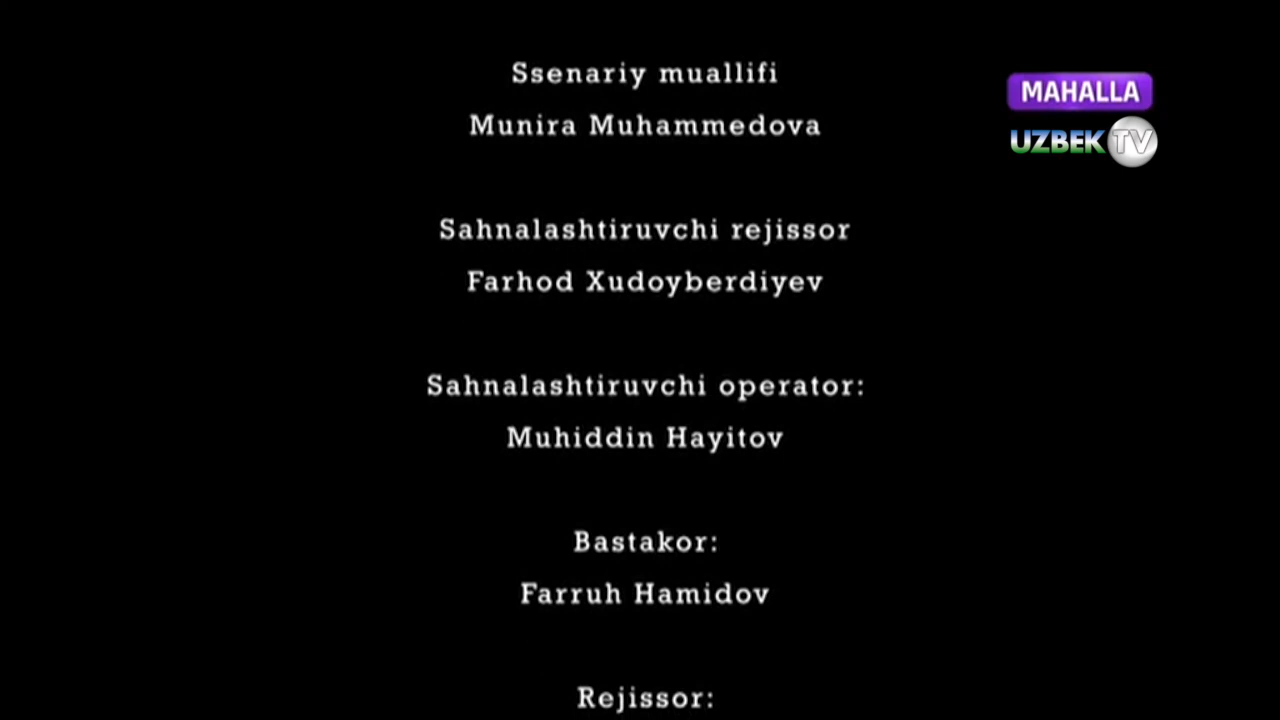 Ssenariy muallifi
Munira Muhammedova
Sahnalashtiruvchi rejissor
Farhod Xudoyberdiyev
Sahnalashtiruvchi operator:
Muhiddin Hayitov
Bastakor:
Farruh Hamidov
Rejissor:
MAHALLA
UZBEK TV